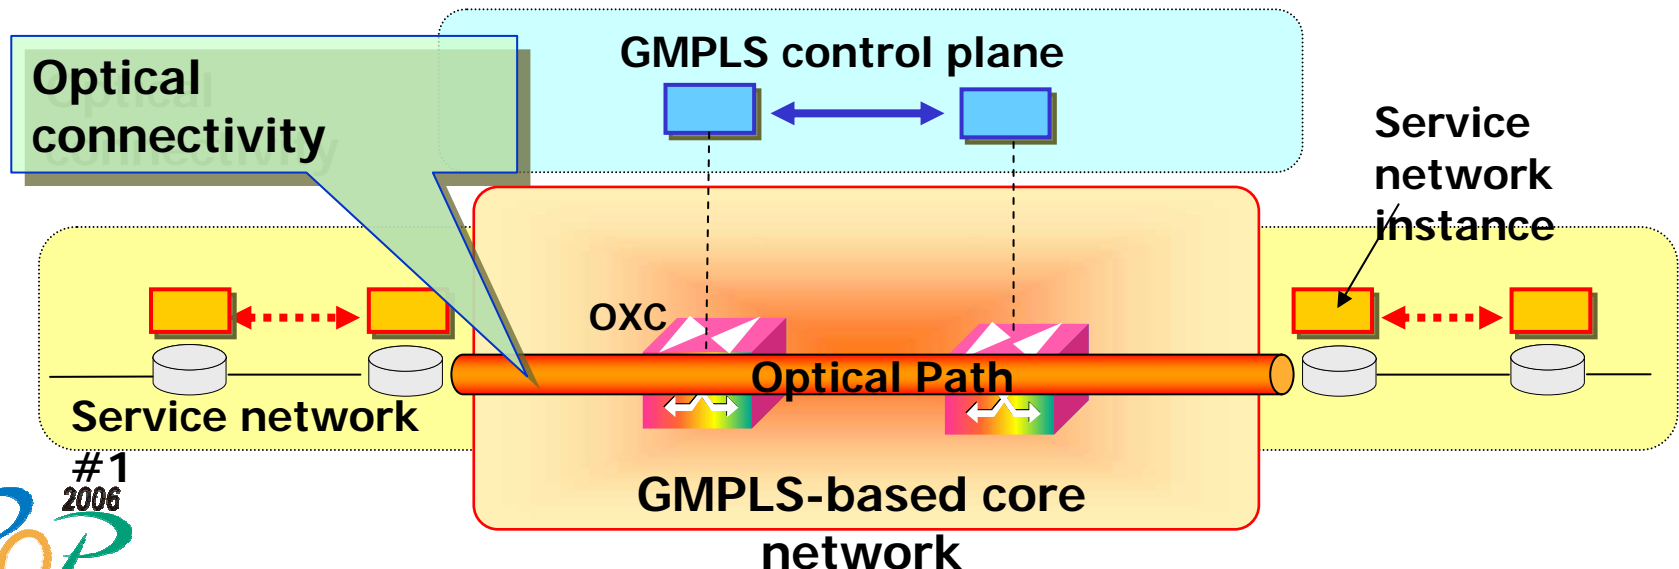 GMPLS control plane
Optical
connectivity
Service
network
instance
OXC
Optical Path
Service network
#1
GMPLS-based core
network
2006